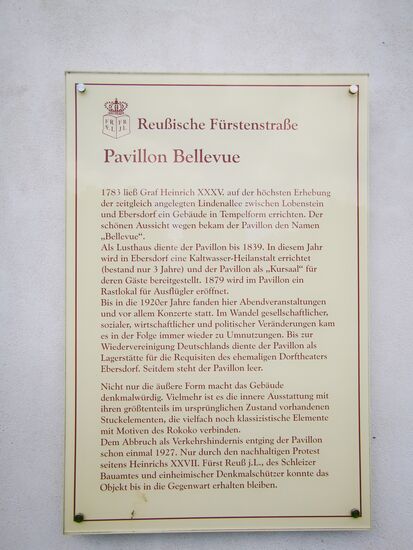 FR FR
V.L. JL
Reußische Fürstenstraße
Pavillon Bellevue
1783 ließ Graf Heinrich XXXV. auf der höchsten Erhebung
der zeitgleich angelegten Lindenallee zwischen Lobenstein
und Ebersdorf ein Gebäude in Tempelform errichten. Der
schönen Aussicht wegen bekam der Pavillon den Namen
„Bellevue“.
Als Lusthaus diente der Pavillon bis 1839. In diesem Jahr
wird in Ebersdorf eine Kaltwasser-Heilanstalt errichtet
(bestand nur 3 Jahre) und der Pavillon als „Kursaal“ für
deren Gäste bereitgestellt. 1879 wird im Pavillon ein
Rastlokal für Ausflügler eröffnet.
Bis in die 1920er Jahre fanden hier Abendveranstaltungen
und vor allem Konzerte statt. Im Wandel gesellschaftlicher,
sozialer, wirtschaftlicher und politischer Veränderungen kam
es in der Folge immer wieder zu Umnutzungen. Bis zur
Wiedervereinigung Deutschlands diente der Pavillon als
Lagerstätte für die Requisiten des ehemaligen Dorftheaters
Ebersdorf. Seitdem steht der Pavillon leer.
Nicht nur die äußere Form macht das Gebäude
denkmalwürdig. Vielmehr ist es die innere Ausstattung mit
ihren größtenteils im ursprünglichen Zustand vorhandenen
Stuckelementen, die vielfach noch klassizistische Elemente
mit Motiven des Rokoko verbinden.
Dem Abbruch als Verkehrshindernis entging der Pavillon
schon einmal 1927. Nur durch den nachhaltigen Protest
seitens Heinrichs XXVII. Fürst Reuß j.L., des Schleizer
Bauamtes und einheimischer Denkmalschützer konnte das
Objekt bis in die Gegenwart erhalten bleiben.